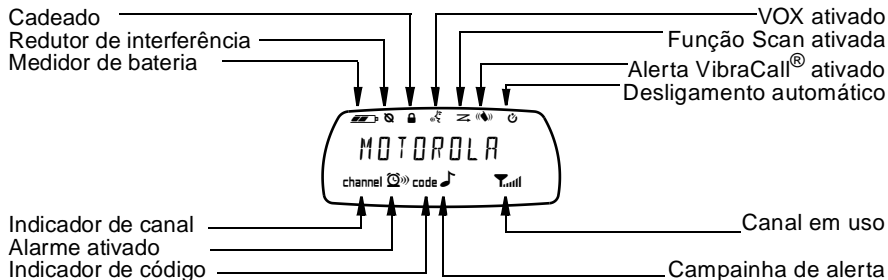 Cadeado
Redutor de interferência
Medidor de bateria
VOX ativado
Função Scan ativada
Alerta VibraCall® ativado
Desligamento automático
MOTOROLA
channel code
Indicador de canal
Alarme ativado
Indicador de código
Canal em uso
Campainha de alerta